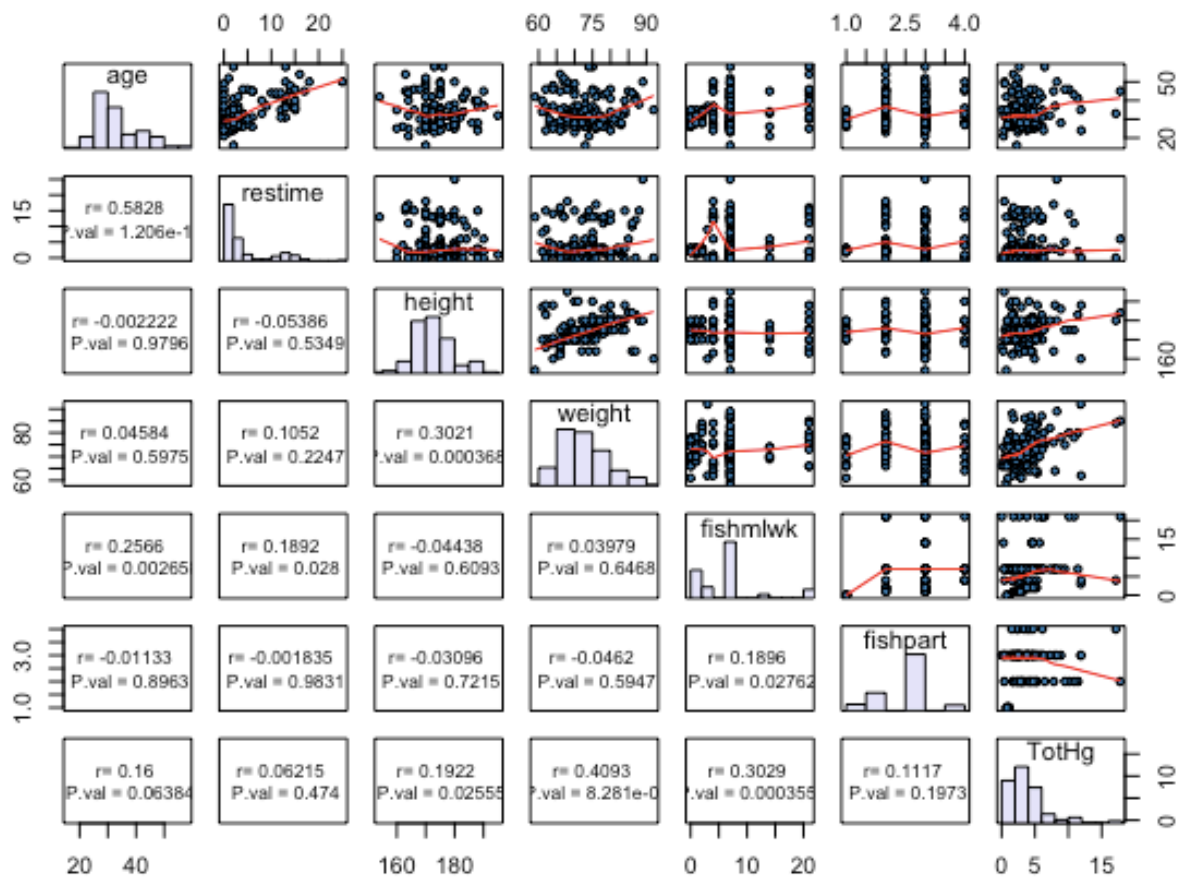 0 10 20 60 75 90 1.0 2.5 4.0
age
20 50
restime
0 15
r= 0.5828
P.val = 1.206e-1
height
160
r= -0.002222
P.val = 0.9796
r= -0.05386
P.val = 0.5349
weight
60 80
r= 0.04584
P.val = 0.5975
r= 0.1052
P.val = 0.2247
r= 0.3021
P.val = 0.000368
fishmlwk
0 15
r= 0.2566
P.val = 0.00265
r= 0.1892
P.val = 0.028
r= -0.04438
P.val = 0.6093
r= 0.03979
P.val = 0.6468
fishpart
1.0 3.0
r= -0.01133
P.val = 0.8963
r= -0.001835
P.val = 0.9831
r= -0.03096
P.val = 0.7215
r= -0.0462
P.val = 0.5947
r= 0.1896
P.val = 0.02762
TotHg
0 10
r= 0.16
P.val = 0.06384
r= 0.06215
P.val = 0.474
r= 0.1922
P.val = 0.02555
r= 0.4093
P.val = 8.281e-0
r= 0.3029
P.val = 0.000355
r= 0.1117
P.val = 0.1973
20 40 160 180 0 10 20 0 5 15